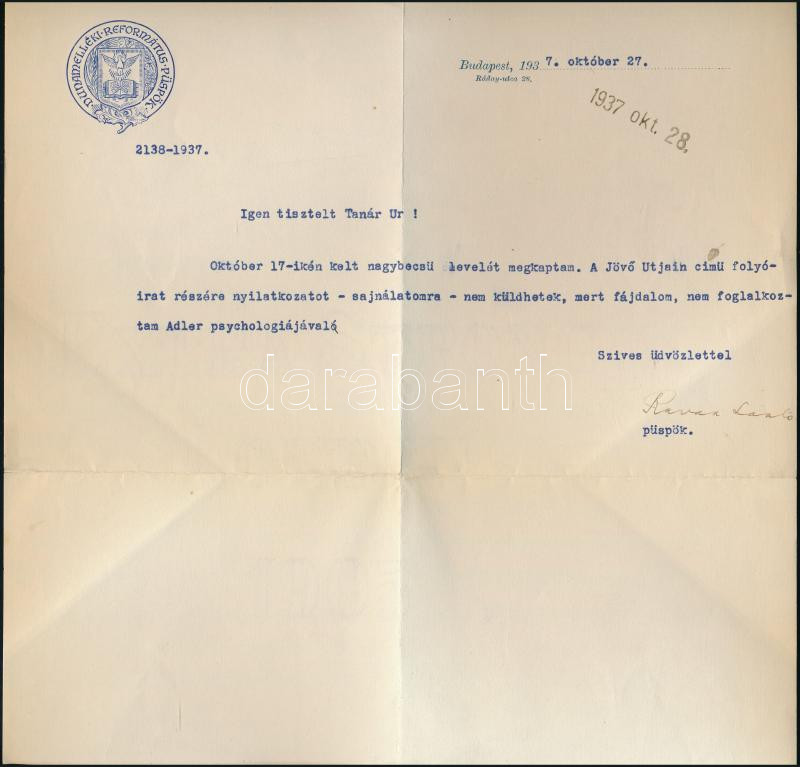 DUNAMELLÉKI·REFORMÁTUS·PÜSPÖK·
Budapest, 1937. október 27.
Ráday-utca 28.
1937 okt. 28.
2138-1937.
Igen tisztelt Tanár Ur !
Október 17-ikén kelt nagybecsü levelét megkaptam. A Jövő Utjain cimü folyó-
irat részére nyilatkozatot - sajnálatomra - nem küldhetek, mert fájdalom, nem foglalkoz-
tam Adler psychologiájával
Szives üdvözlettel
darabanth
Ravasz László
püspök.